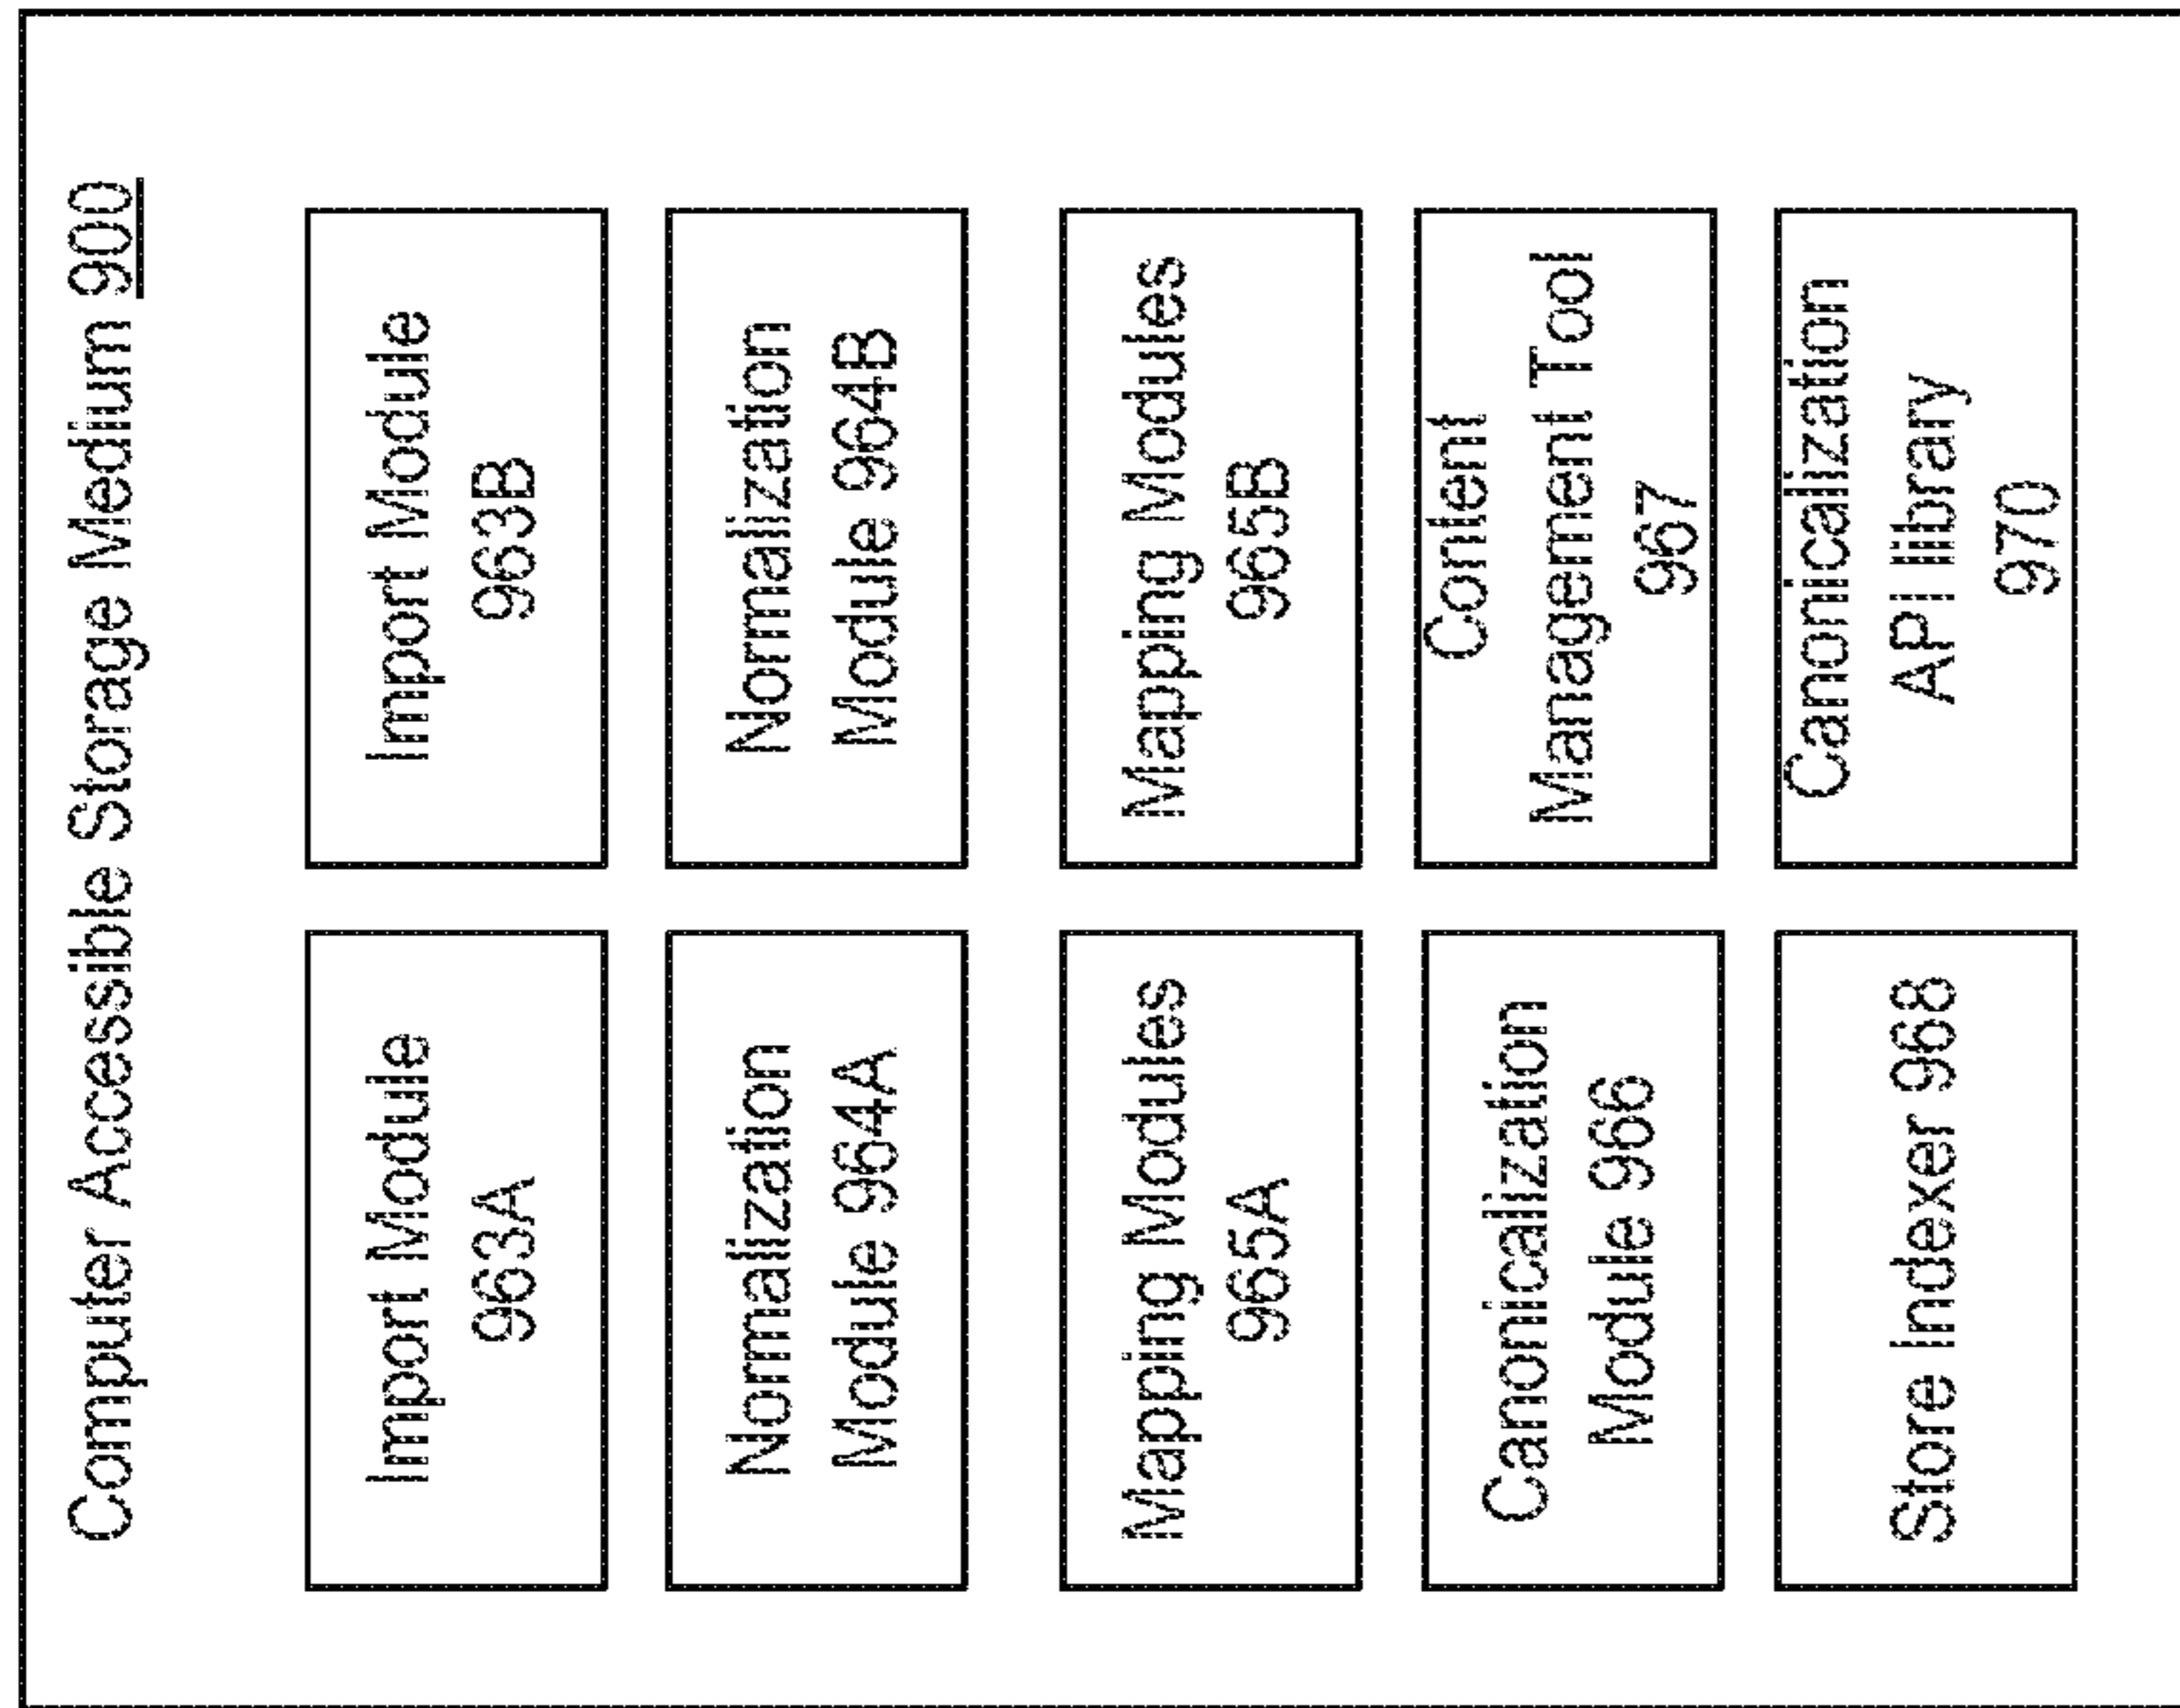 Computer Accessible Storage Medium 900
Import Module
963A
Import Module
963B
Normalization
Module 964A
Normalization
Module 964B
Mapping Modules
965A
Mapping Modules
965B
Canonicalization
Module 966
Content
Management Tool
967
Store Indexer 968
Canonicalization
API library
970